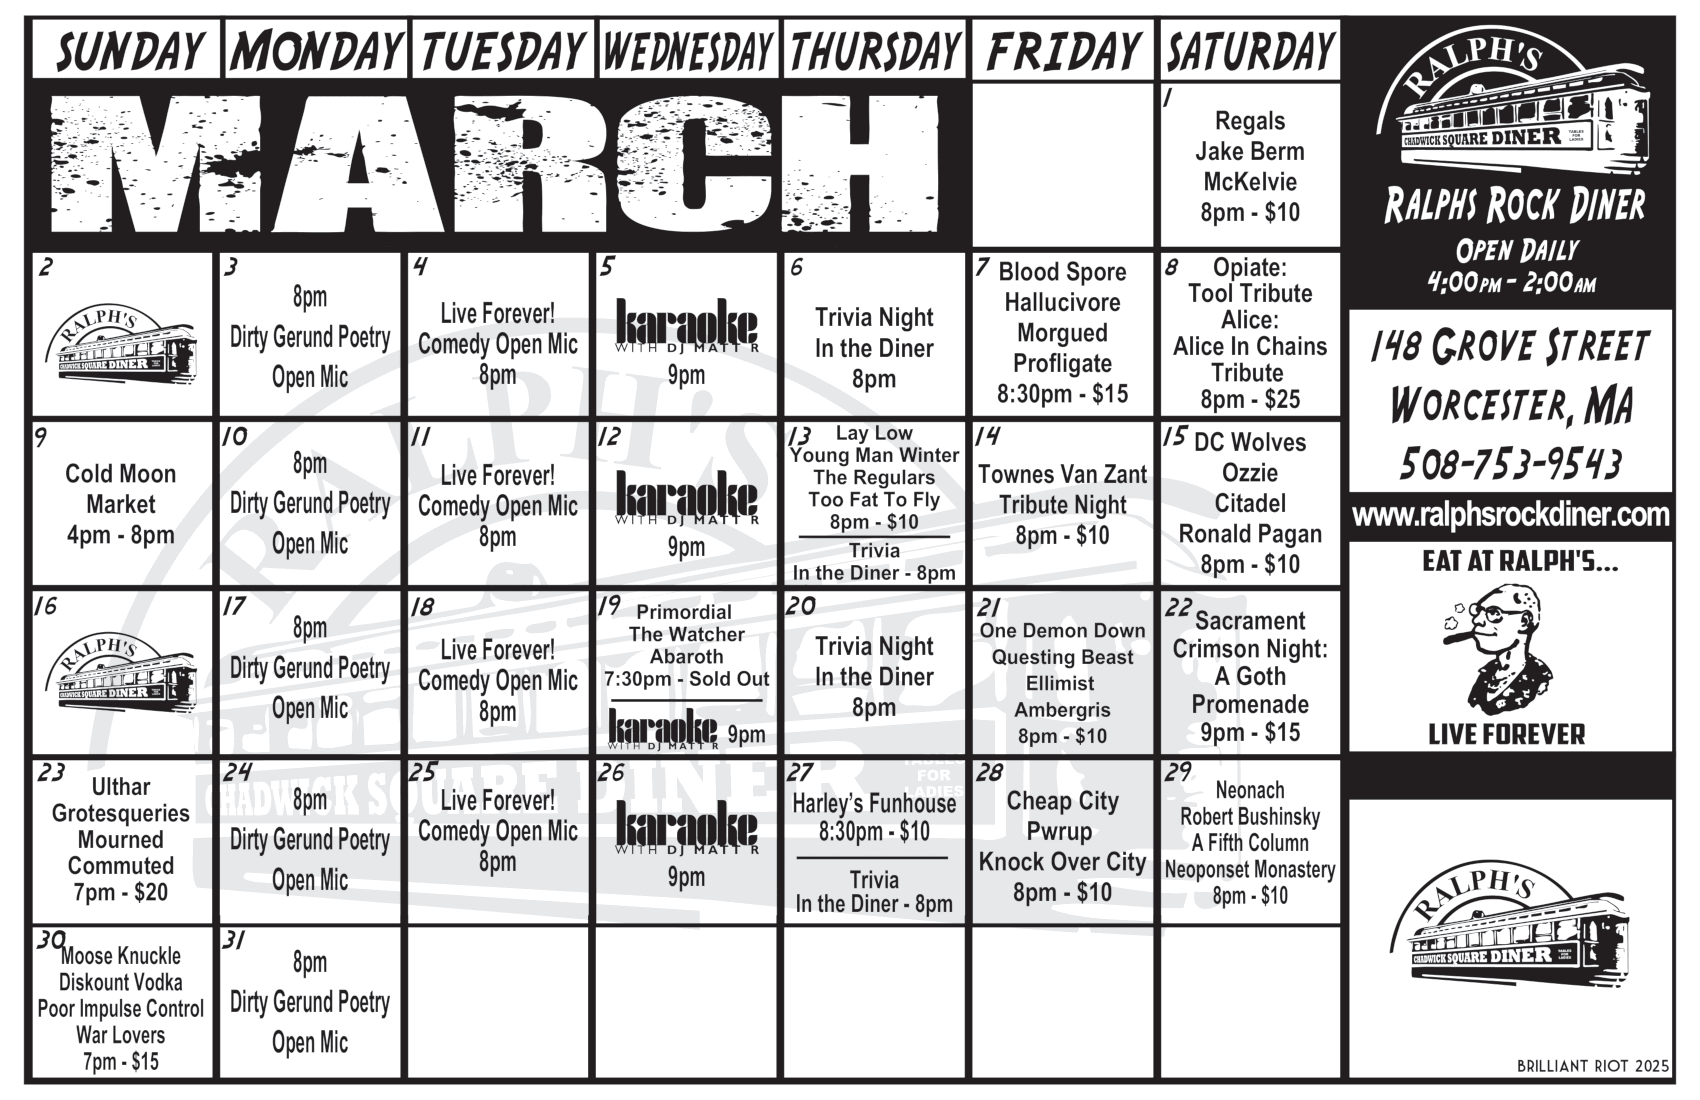 SUNDAY MONDAY TUESDAY WEDNESDAY THURSDAY FRIDAY SATURDAY
MARCH
1
Regals
Jake Berm
McKelvie
8pm - $10
2
RALPH'S
CHADWICK SQUARE DINER
3
8pm
Dirty Gerund Poetry
Open Mic
4
Live Forever!
Comedy Open Mic
8pm
5
karaoke
WITH DJ MATT R
9pm
6
Trivia Night
In the Diner
8pm
7
Blood Spore
Hallucivore
Morgued
Profligate
8:30pm - $15
8
Opiate:
Tool Tribute
Alice:
Alice In Chains
Tribute
8pm - $25
9
Cold Moon
Market
4pm - 8pm
10
8pm
Dirty Gerund Poetry
Open Mic
11
Live Forever!
Comedy Open Mic
8pm
12
karaoke
WITH DJ MATT R
9pm
13
Lay Low
Young Man Winter
The Regulars
Too Fat To Fly
8pm - $10
Trivia
In the Diner - 8pm
14
Townes Van Zant
Tribute Night
8pm - $10
15
DC Wolves
Ozzie
Citadel
Ronald Pagan
8pm - $10
16
RALPH'S
CHADWICK SQUARE DINER
17
8pm
Dirty Gerund Poetry
Open Mic
18
Live Forever!
Comedy Open Mic
8pm
19
Primordial
The Watcher
Abaroth
7:30pm - Sold Out
karaoke 9pm
WITH DJ MATT R
20
Trivia Night
In the Diner
8pm
21
One Demon Down
Questing Beast
Ellimist
Ambergris
8pm - $10
22
Sacrament
Crimson Night:
A Goth
Promenade
9pm - $15
23
Ulthar
Grotesqueries
Mourned
Commuted
7pm - $20
24
8pm
Dirty Gerund Poetry
Open Mic
25
Live Forever!
Comedy Open Mic
8pm
26
karaoke
WITH DJ MATT R
9pm
27
Harley's Funhouse
8:30pm - $10
Trivia
In the Diner - 8pm
28
Cheap City
Pwrup
Knock Over City
8pm - $10
29
Neonach
Robert Bushinsky
A Fifth Column
Neoponset Monastery
8pm - $10
30
Moose Knuckle
Diskount Vodka
Poor Impulse Control
War Lovers
7pm - $15
31
8pm
Dirty Gerund Poetry
Open Mic
RALPH'S
CHADWICK SQUARE DINER
TABLES
FOR
LADIES
RALPH'S
CHADWICK SQUARE DINER
TABLES
FOR
LADIES
RALPHS ROCK DINER
OPEN DAILY
4:00PM - 2:00AM
148 GROVE STREET
WORCESTER, MA
508-753-9543
www.ralphsrockdiner.com
EAT AT RALPH'S...
LIVE FOREVER
RALPH'S
CHADWICK SQUARE DINER
TABLES
FOR
LADIES
BRILLIANT RIOT 2025